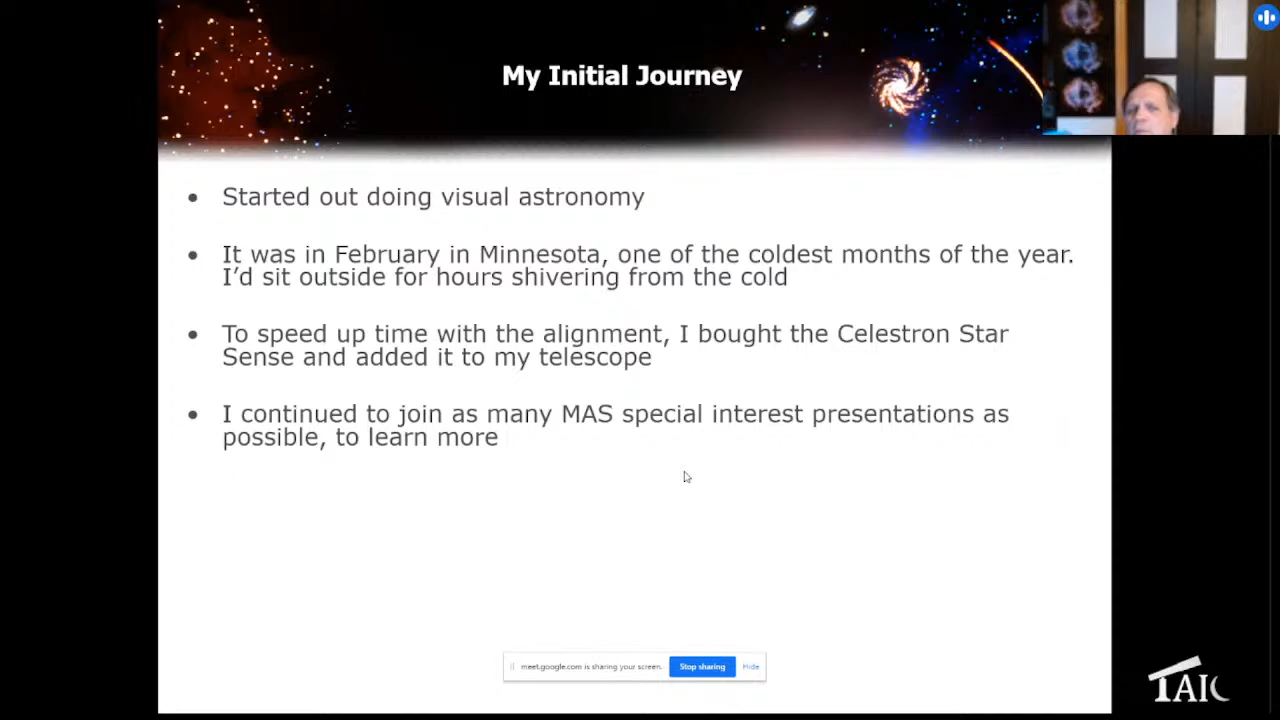 My Initial Journey
• Started out doing visual astronomy
• It was in February in Minnesota, one of the coldest months of the year.
I’d sit outside for hours shivering from the cold
• To speed up time with the alignment, I bought the Celestron Star
Sense and added it to my telescope
• I continued to join as many MAS special interest presentations as
possible, to learn more
meet.google.com is sharing your screen. Stop sharing Hide
TAIC